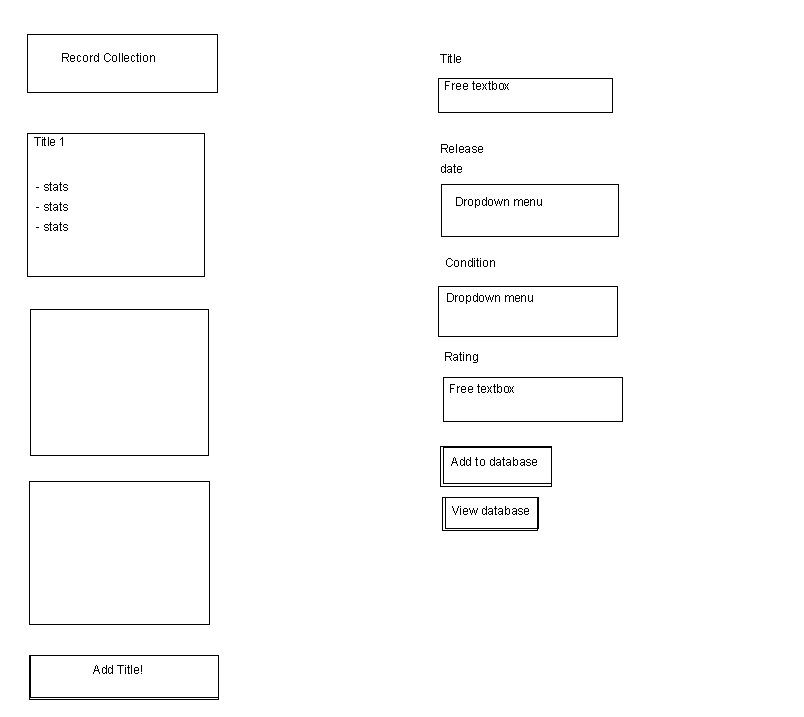 Record Collection
Title 1
- stats
- stats
- stats
Add Title!
Title
Free textbox
Release
date
Dropdown menu
Condition
Dropdown menu
Rating
Free textbox
Add to database
View database